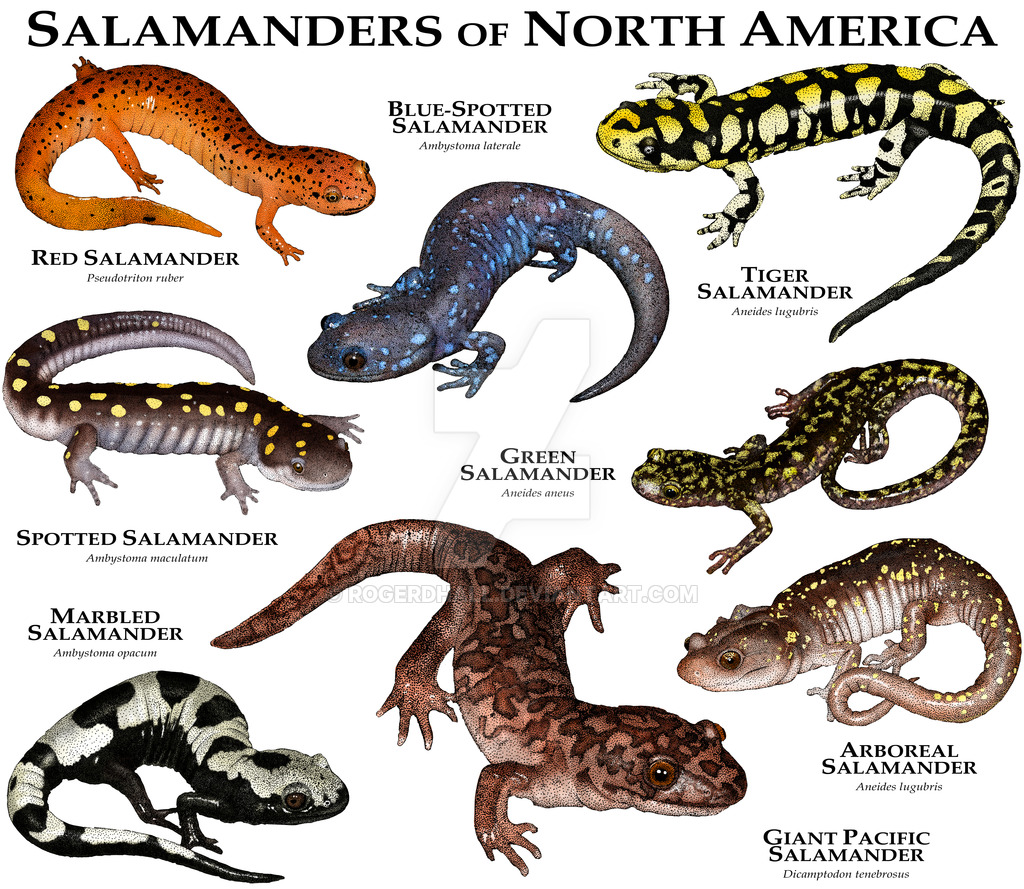 SALAMANDERS OF NORTH AMERICA
BLUE-SPOTTED
SALAMANDER
Ambystoma laterale
RED SALAMANDER
Pseudotriton ruber
TIGER
SALAMANDER
Aneides lugubris
GREEN
SALAMANDER
Aneides aneus
SPOTTED SALAMANDER
Ambystoma maculatum
MARBLED
SALAMANDER
Ambystoma opacum
ARBOREAL
SALAMANDER
Aneides lugubris
GIANT PACIFIC
SALAMANDER
Dicamptodon tenebrosus